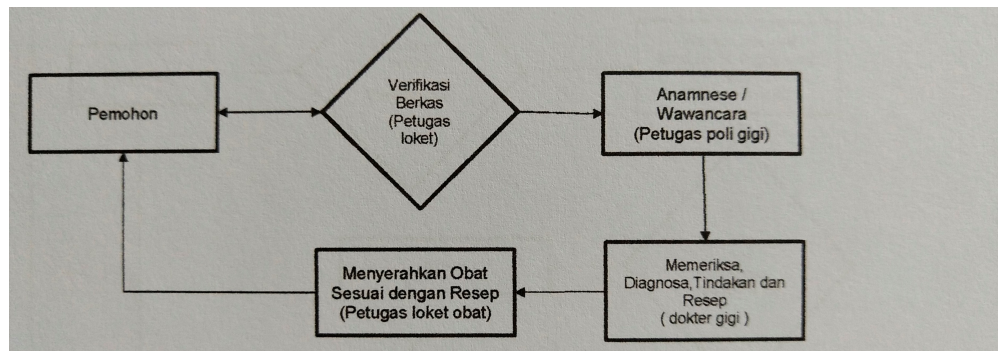 Pemohon
Verifikasi
Berkas
(Petugas
loket)
Anamnese /
Wawancara
(Petugas poli gigi)
Memeriksa,
Diagnosa,Tindakan dan
Resep
( dokter gigi )
Menyerahkan Obat
Sesuai dengan Resep
(Petugas loket obat)